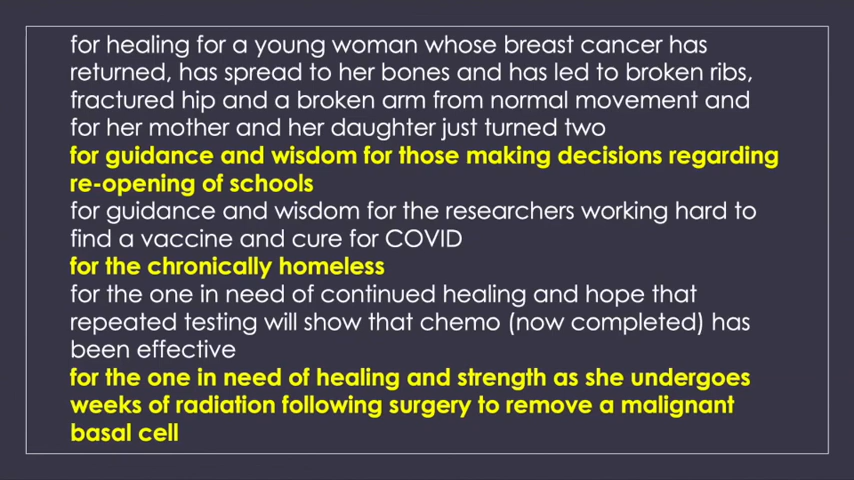 for healing for a young woman whose breast cancer has
returned, has spread to her bones and has led to broken ribs,
fractured hip and a broken arm from normal movement and
for her mother and her daughter just turned two
for guidance and wisdom for those making decisions regarding
re-opening of schools
for guidance and wisdom for the researchers working hard to
find a vaccine and cure for COVID
for the chronically homeless
for the one in need of continued healing and hope that
repeated testing will show that chemo (now completed) has
been effective
for the one in need of healing and strength as she undergoes
weeks of radiation following surgery to remove a malignant
basal cell